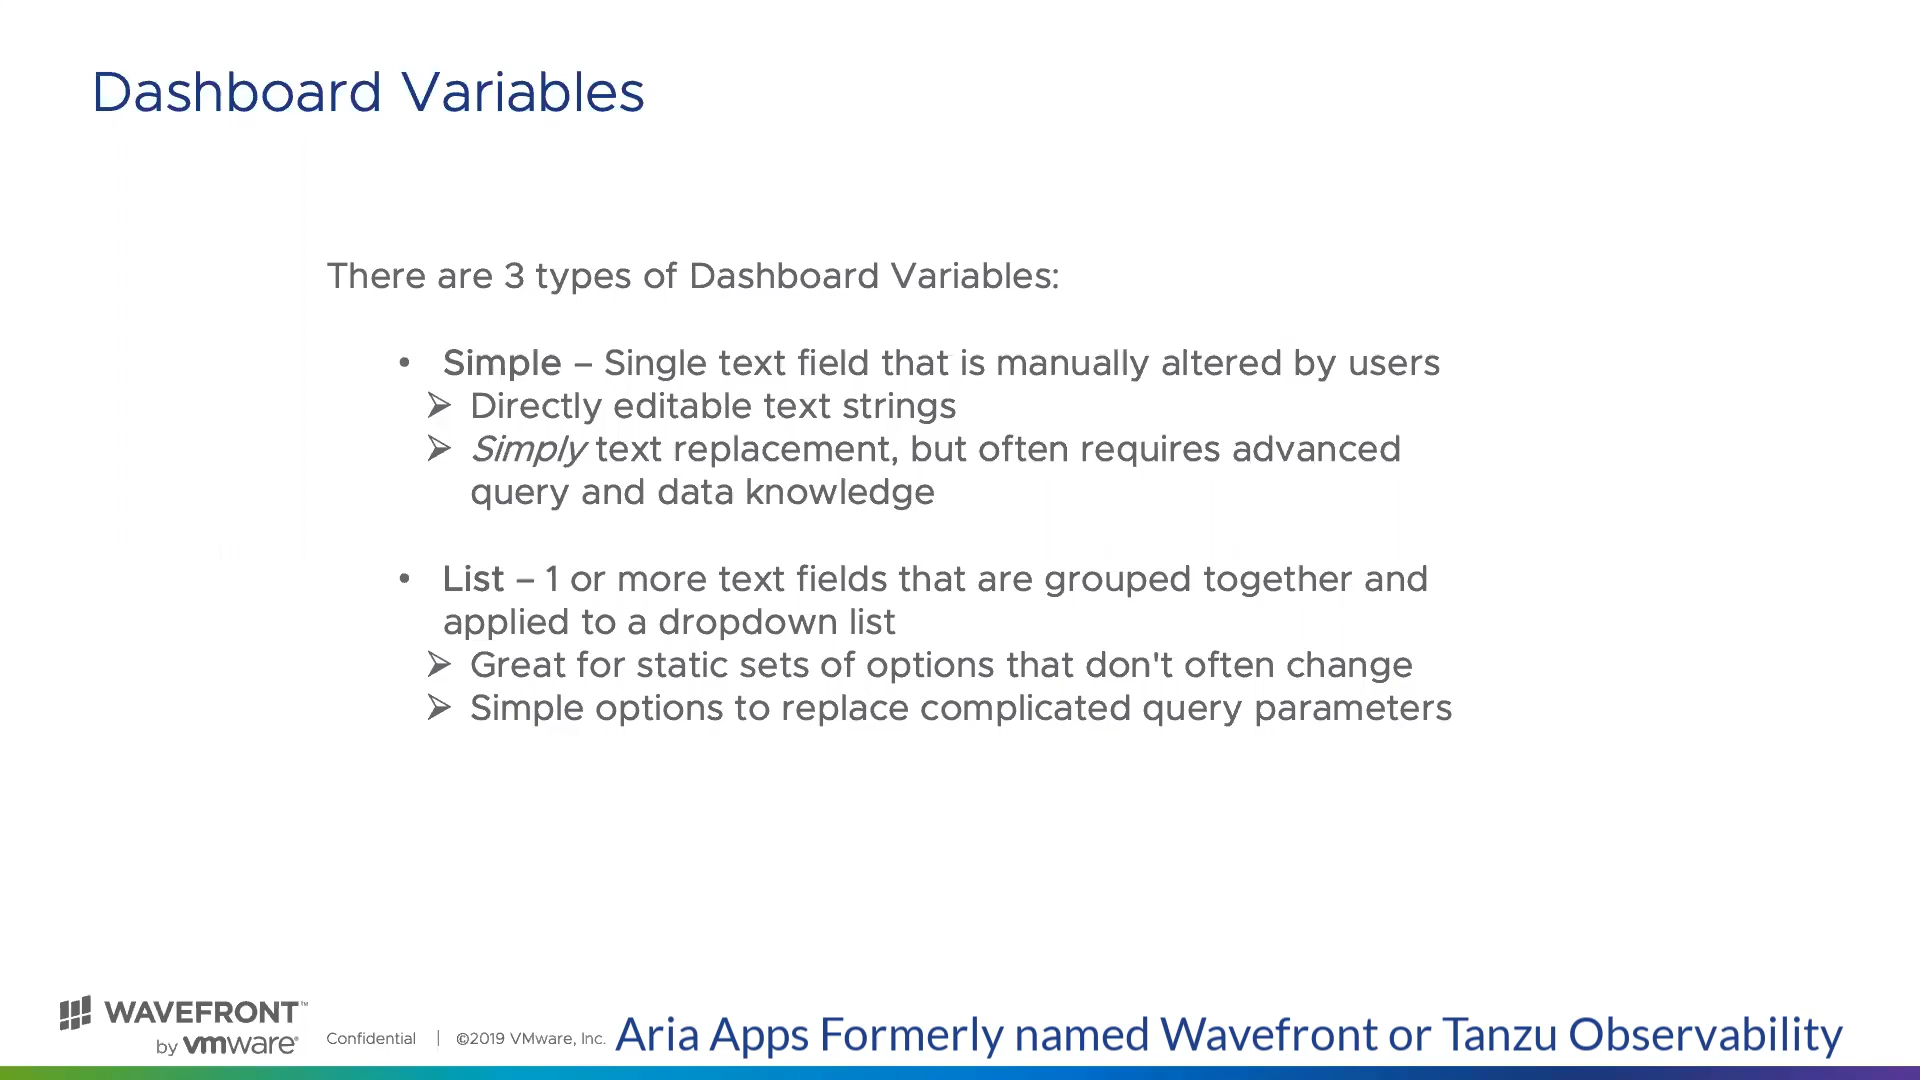 Dashboard Variables
There are 3 types of Dashboard Variables:
• Simple – Single text field that is manually altered by users
➢ Directly editable text strings
➢ Simply text replacement, but often requires advanced
query and data knowledge
• List – 1 or more text fields that are grouped together and
applied to a dropdown list
➢ Great for static sets of options that don't often change
➢ Simple options to replace complicated query parameters
WAVEFRONT™
by vmware®
Confidential | ©2019 VMware, Inc.
Aria Apps Formerly named Wavefront or Tanzu Observability